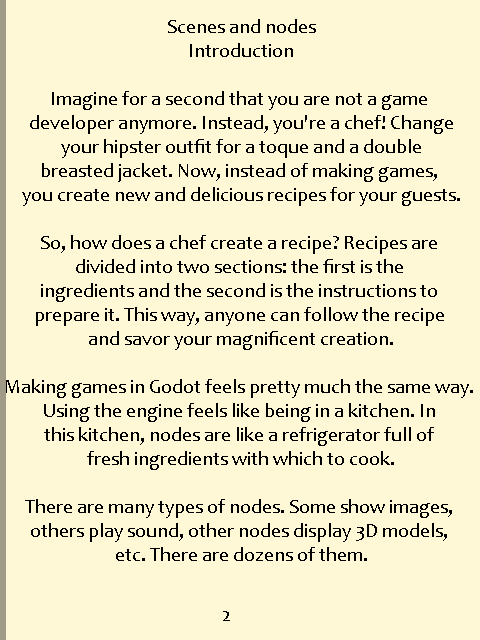 Scenes and nodes
Introduction
Imagine for a second that you are not a game
developer anymore. Instead, you're a chef! Change
your hipster outfit for a toque and a double
breasted jacket. Now, instead of making games,
you create new and delicious recipes for your guests.
So, how does a chef create a recipe? Recipes are
divided into two sections: the first is the
ingredients and the second is the instructions to
prepare it. This way, anyone can follow the recipe
and savor your magnificent creation.
Making games in Godot feels pretty much the same way.
Using the engine feels like being in a kitchen. In
this kitchen, nodes are like a refrigerator full of
fresh ingredients with which to cook.
There are many types of nodes. Some show images,
others play sound, other nodes display 3D models,
etc. There are dozens of them.
2